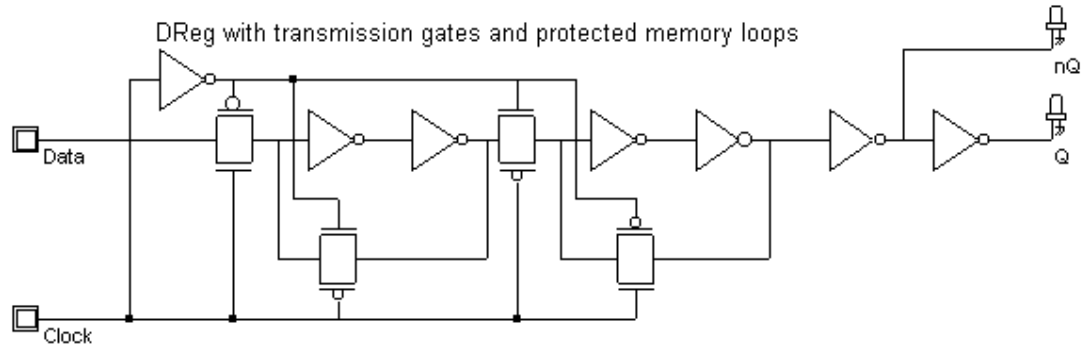 DReg with transmission gates and protected memory loops
nQ
Data
Q
Clock